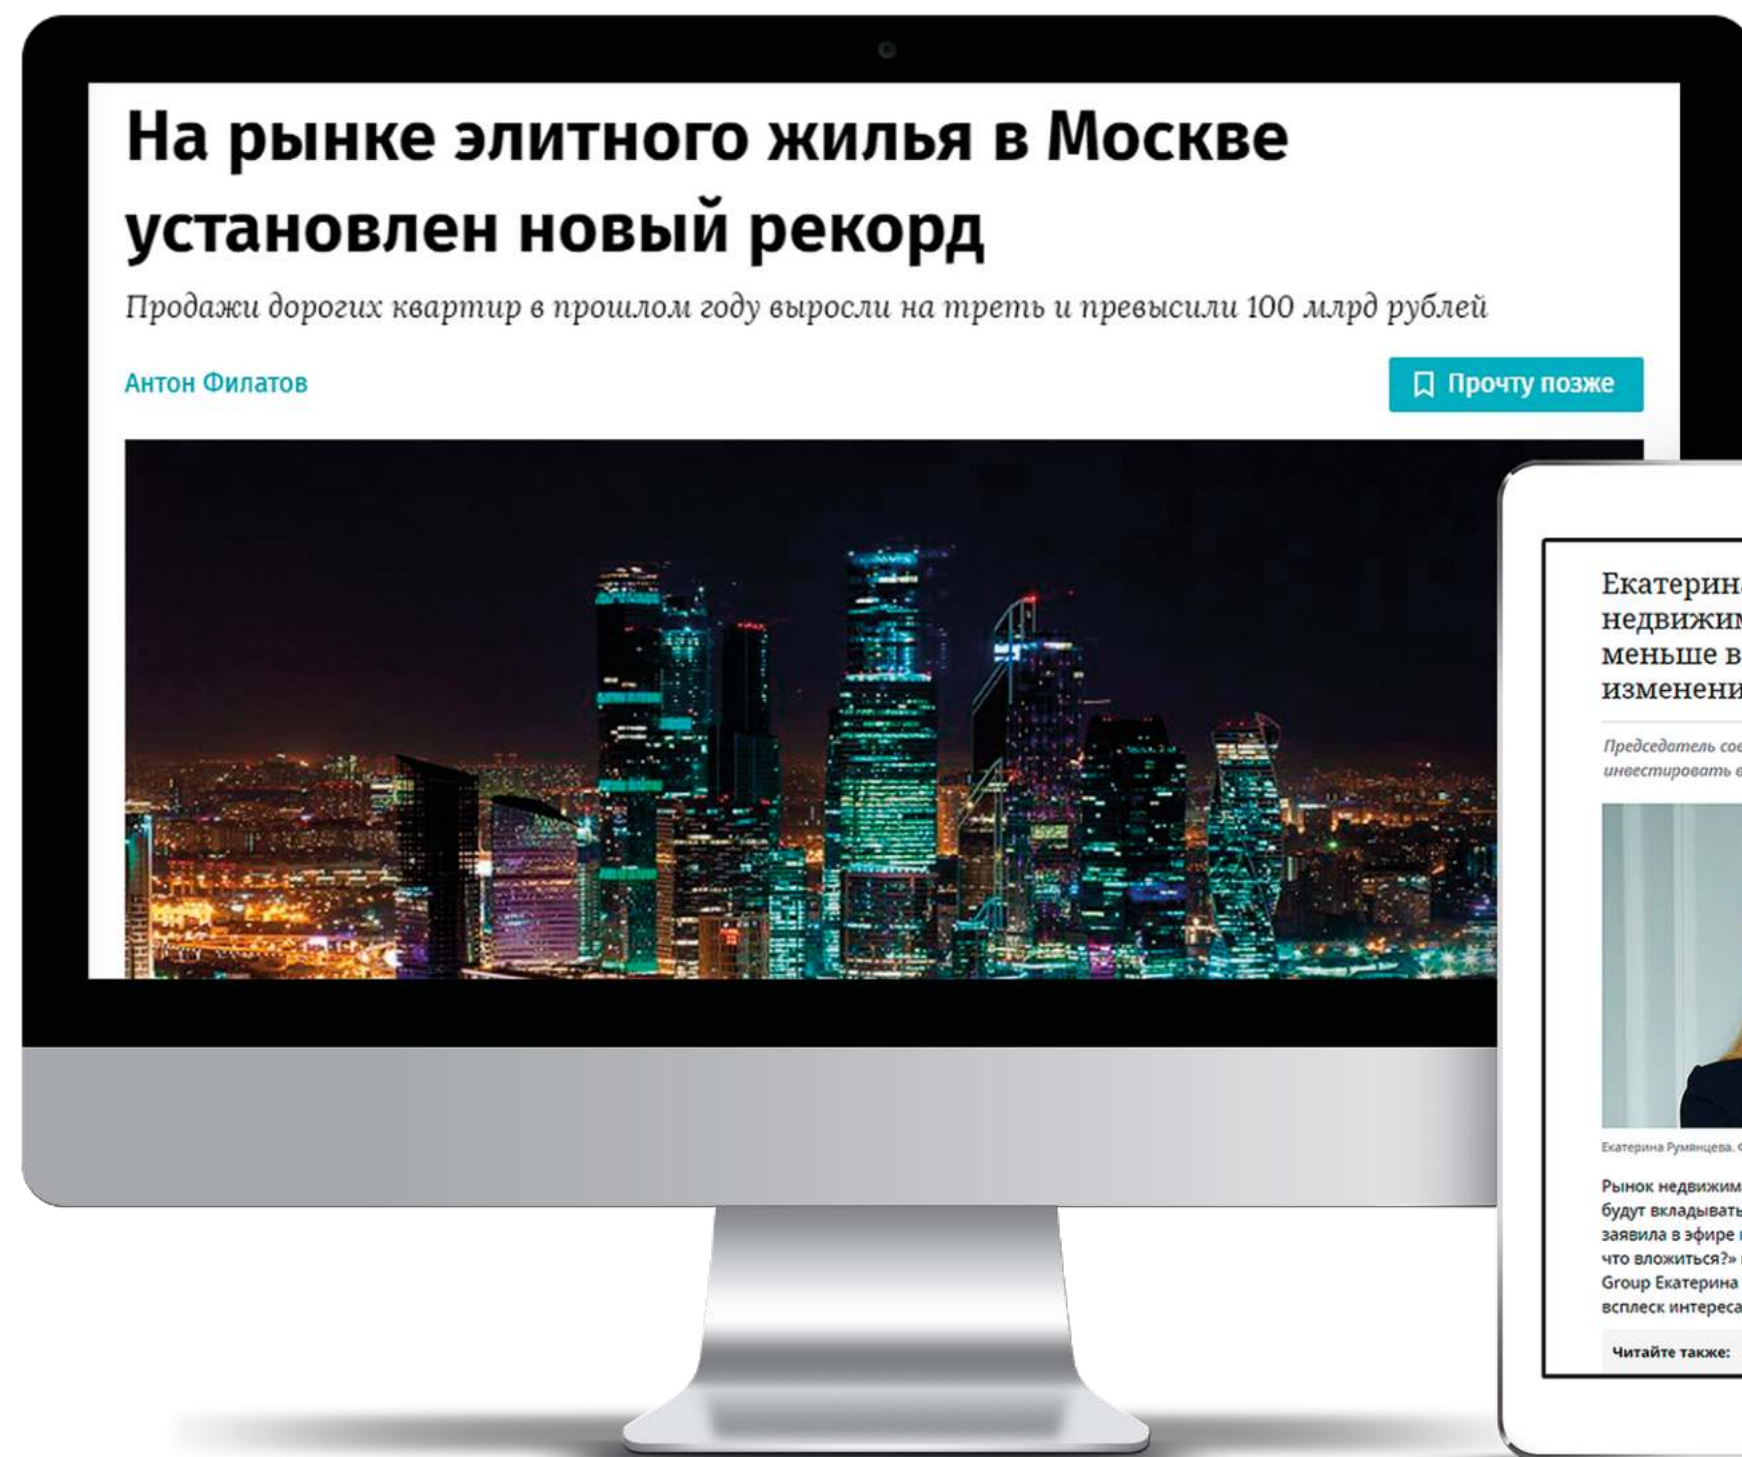 На рынке элитного жилья в Москве
установлен новый рекорд
Продажи дорогих квартир в прошлом году выросли на треть и превысили 100 млрд рублей
Антон Филатов
Прочту позже
Екатерина
недвижим
меньше в
изменени
Председатель сов
инвестировать в
Екатерина Румянцева.
Рынок недвижим
будут вкладывать
заявила в эфире
что вложиться?»
Group Екатерина
всплеск интереса
Читайте также: